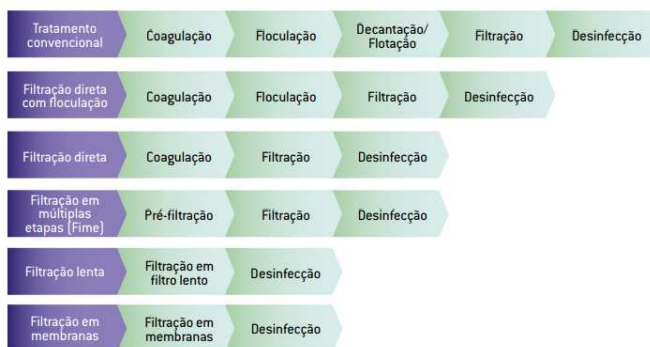 Tratamento
convencional
Coagulação
Floculação
Decantação/
Flotação
Filtração
Desinfecção
Filtração direta
com floculação
Coagulação
Floculação
Filtração
Desinfecção
Filtração direta
Coagulação
Filtração
Desinfecção
Filtração em
múltiplas
etapas (Fime)
Pré-filtração
Filtração
Desinfecção
Filtração lenta
Filtração em
filtro lento
Desinfecção
Filtração em
membranas
Filtração em
membranas
Desinfecção